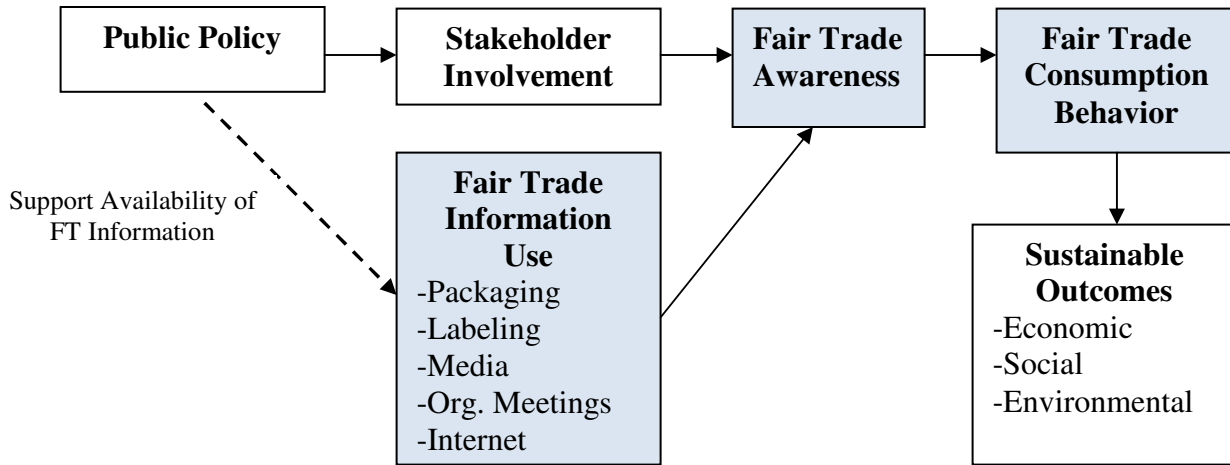 Public Policy
Stakeholder
Involvement
Fair Trade
Awareness
Fair Trade
Consumption
Behavior
Support Availability of
FT Information
Fair Trade
Information
Use
-Packaging
-Labeling
-Media
-Org. Meetings
-Internet
Sustainable
Outcomes
-Economic
-Social
-Environmental